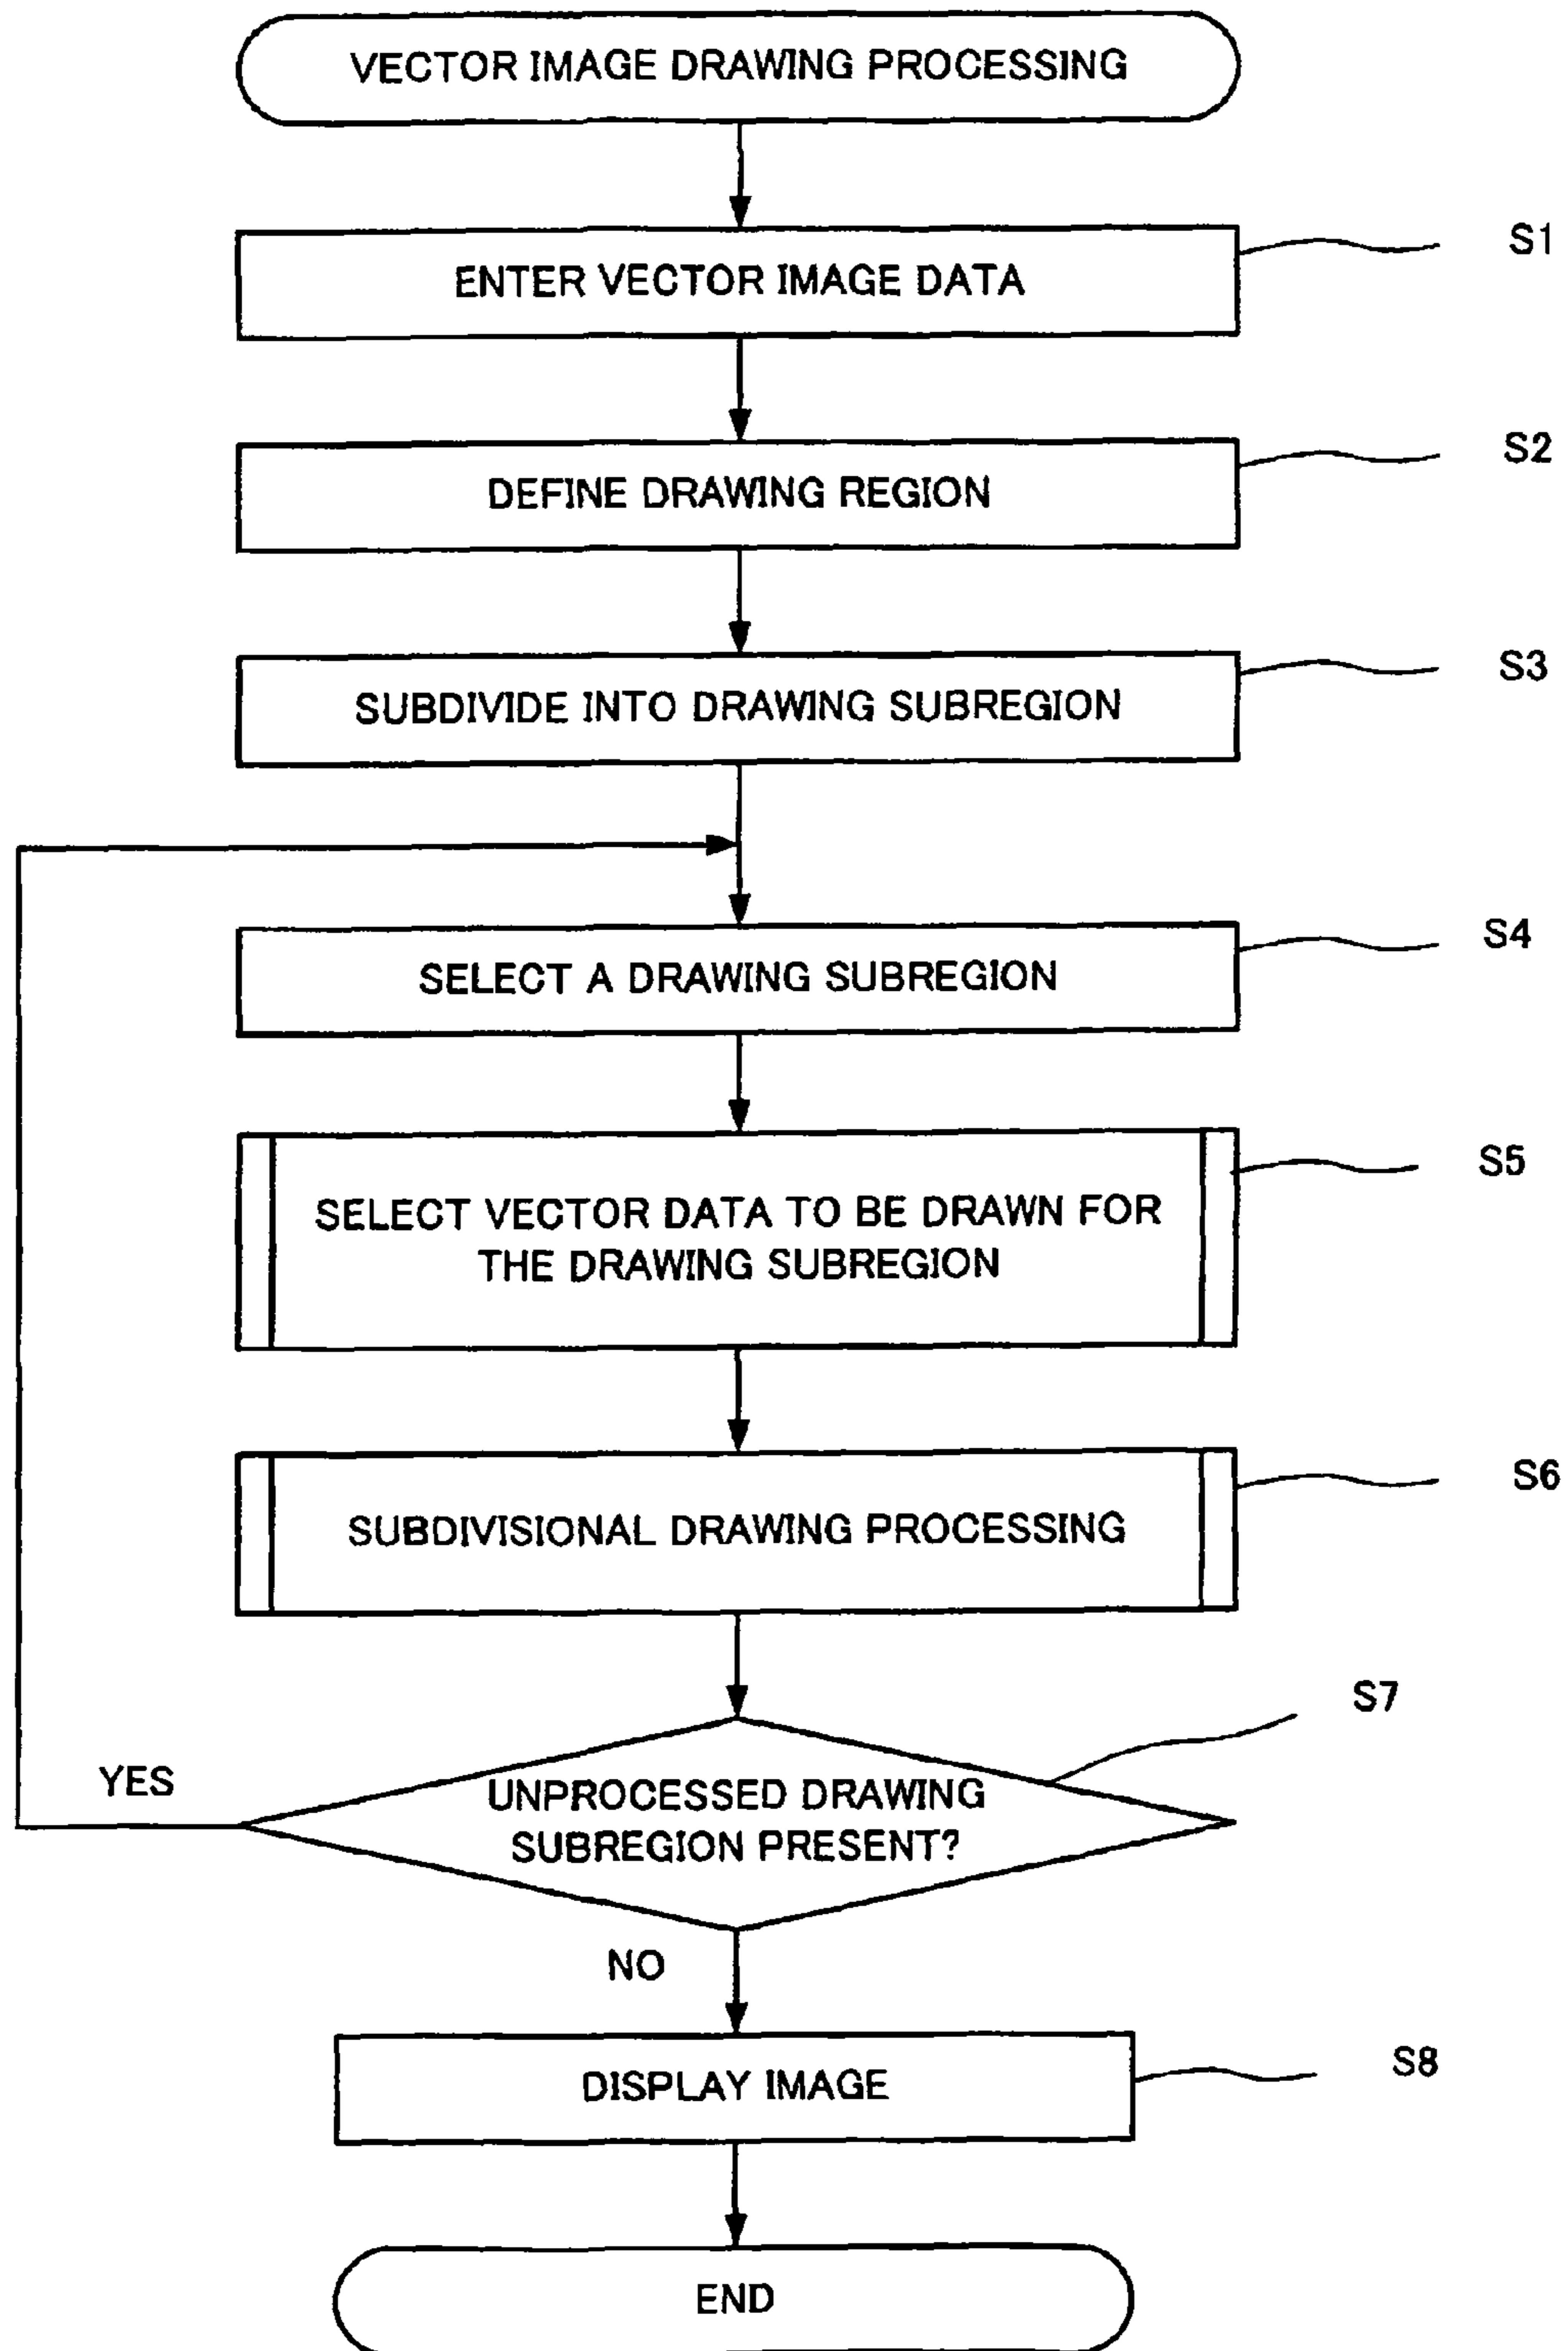 VECTOR IMAGE DRAWING PROCESSING
ENTER VECTOR IMAGE DATA
S1
DEFINE DRAWING REGION
S2
SUBDIVIDE INTO DRAWING SUBREGION
S3
SELECT A DRAWING SUBREGION
S4
SELECT VECTOR DATA TO BE DRAWN FOR
THE DRAWING SUBREGION
S5
SUBDIVISIONAL DRAWING PROCESSING
S6
S7
YES
UNPROCESSED DRAWING
SUBREGION PRESENT?
NO
DISPLAY IMAGE
S8
END